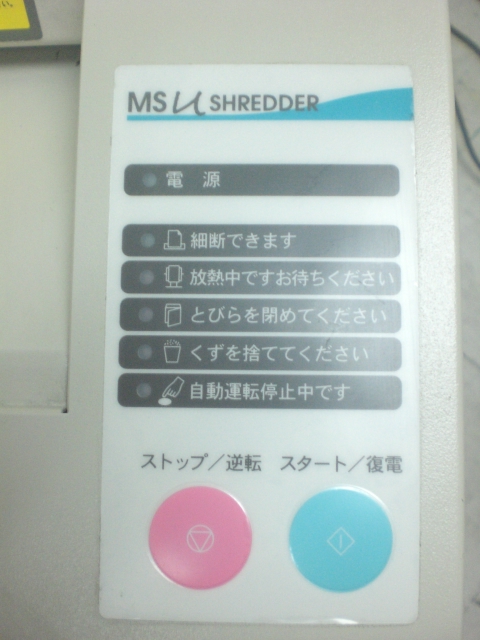 MS u SHREDDER
電 源
細断できます
放熱中ですお待ちください
とびらを閉めてください
くずを捨ててください
自動運転停止中です
ストップ/逆転 スタート/復電